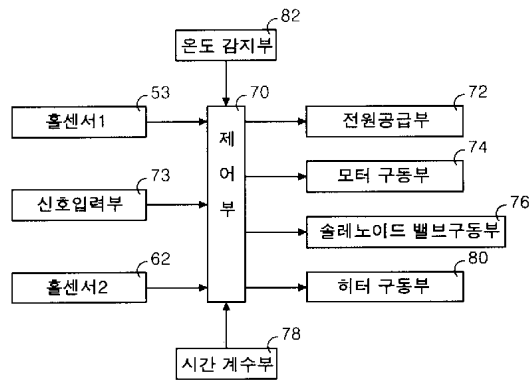 82
온도 감지부
53
홀센서1
70
제어부
72
전원공급부
73
신호입력부
74
모터 구동부
76
솔레노이드 밸브구동부
62
홀센서2
80
히터 구동부
78
시간 계수부